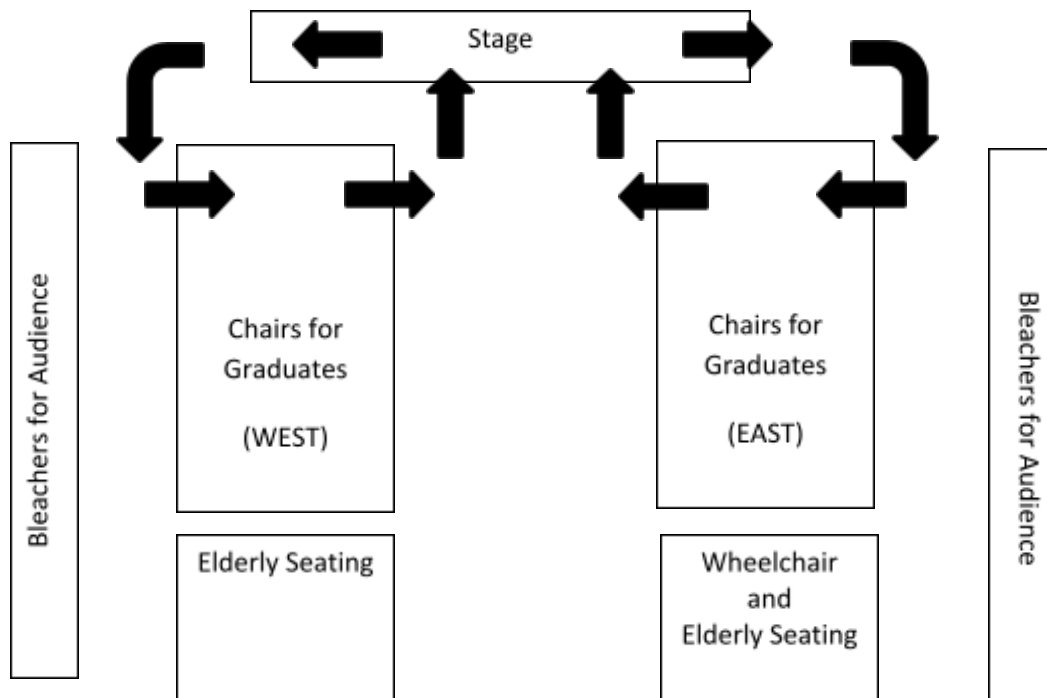 Stage
Bleachers for Audience
Chairs for
Graduates
(WEST)
Chairs for
Graduates
(EAST)
Bleachers for Audience
Elderly Seating
Wheelchair
and
Elderly Seating